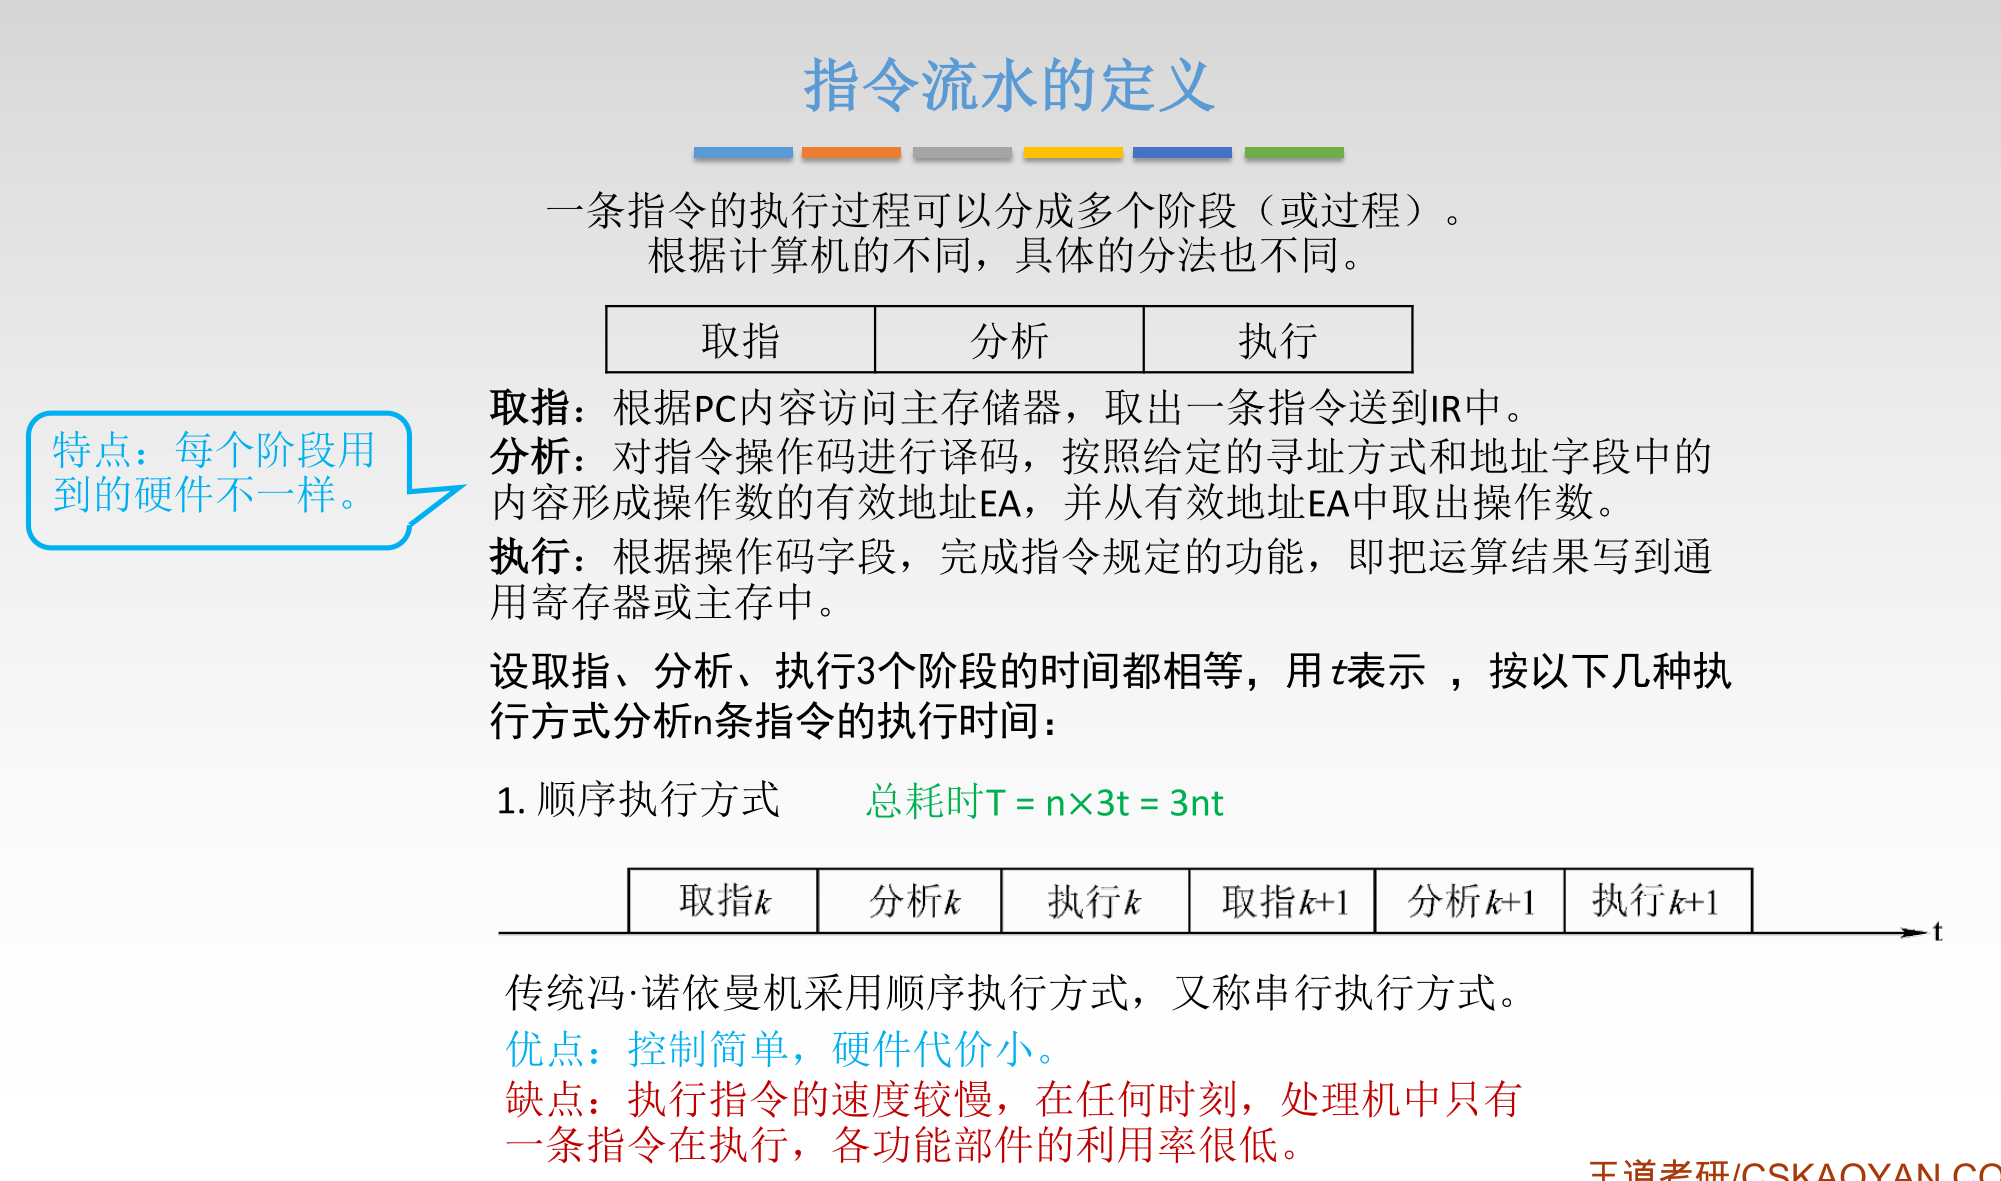 指令流水的定义
一条指令的执行过程可以分成多个阶段（或过程）。
根据计算机的不同，具体的分法也不同。
取指 分析 执行
特点：每个阶段用
到的硬件不一样。
取指：根据PC内容访问主存储器，取出一条指令送到IR中。
分析：对指令操作码进行译码，按照给定的寻址方式和地址字段中的
内容形成操作数的有效地址EA，并从有效地址EA中取出操作数。
执行：根据操作码字段，完成指令规定的功能，即把运算结果写到通
用寄存器或主存中。
设取指、分析、执行3个阶段的时间都相等，用t表示 ，按以下几种执
行方式分析n条指令的执行时间：
1. 顺序执行方式 总耗时T = n×3t = 3nt
取指k 分析k 执行k 取指k+1 分析k+1 执行k+1
t
传统冯·诺依曼机采用顺序执行方式，又称串行执行方式。
优点：控制简单，硬件代价小。
缺点：执行指令的速度较慢，在任何时刻，处理机中只有
一条指令在执行，各功能部件的利用率很低。
王道考研/CSKAOYAN.CO